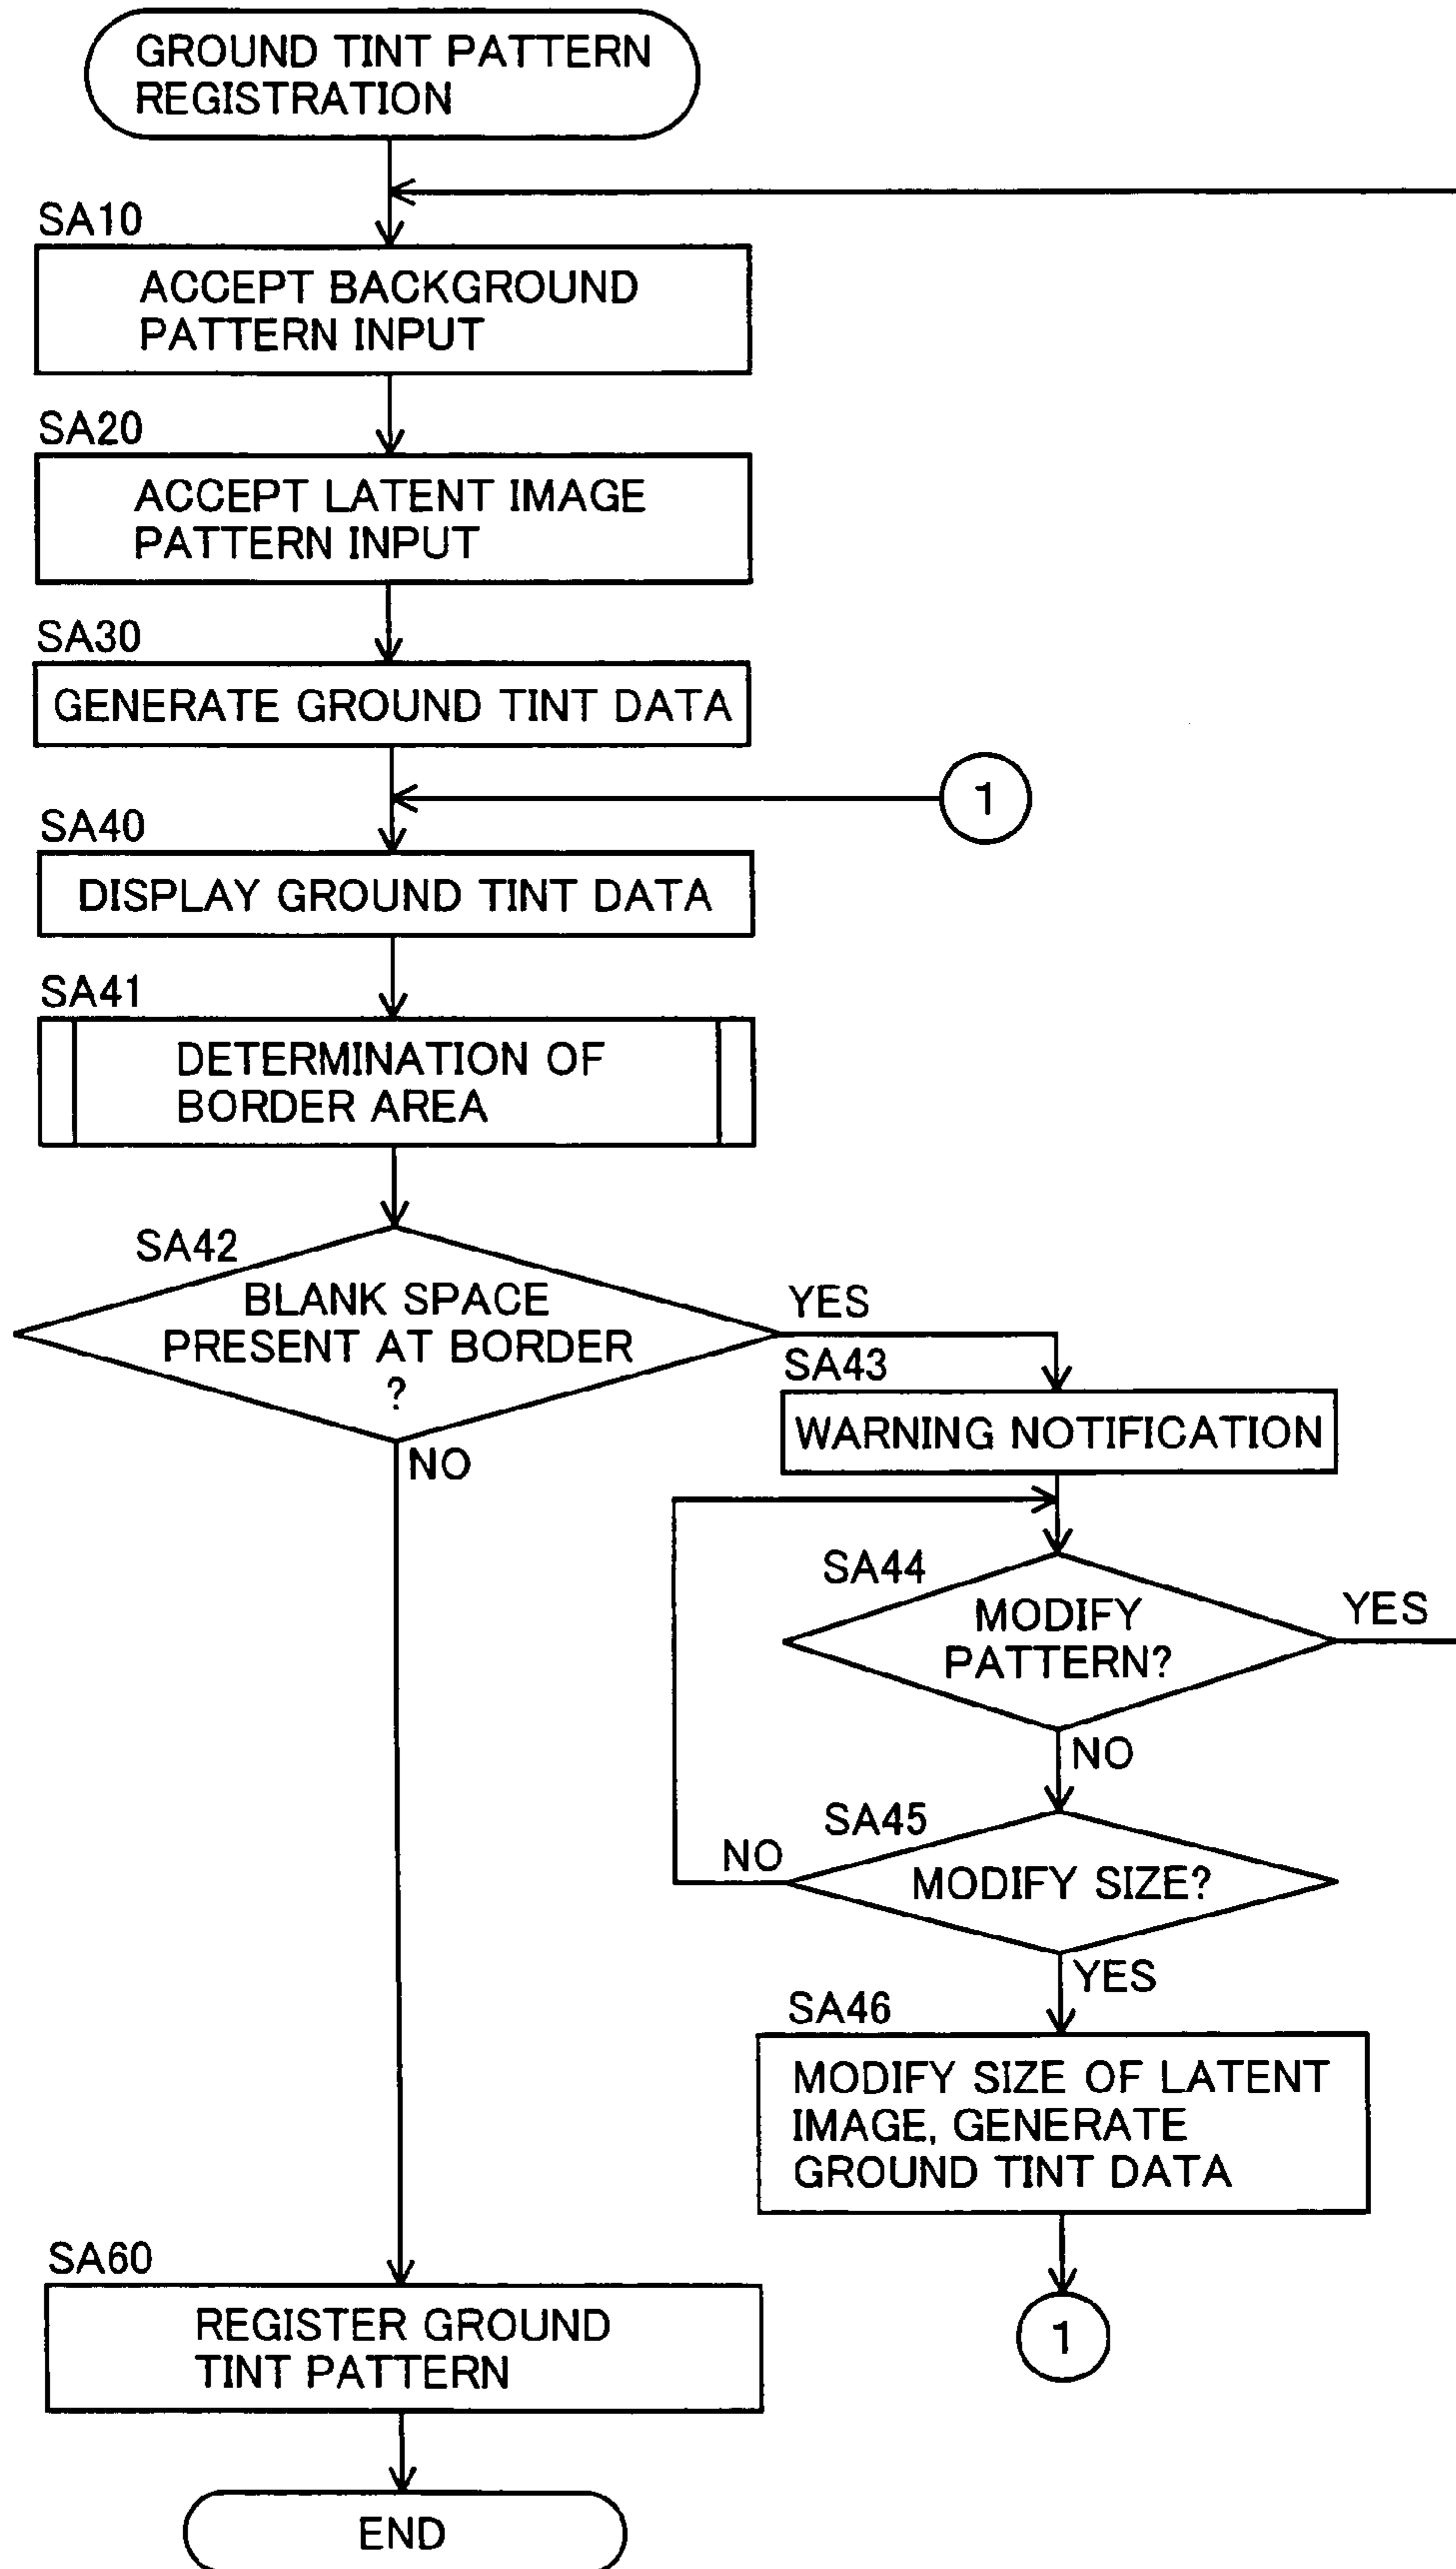 GROUND TINT PATTERN
REGISTRATION
SA10
ACCEPT BACKGROUND
PATTERN INPUT
SA20
ACCEPT LATENT IMAGE
PATTERN INPUT
SA30
GENERATE GROUND TINT DATA
1
SA40
DISPLAY GROUND TINT DATA
SA41
DETERMINATION OF
BORDER AREA
SA42
BLANK SPACE
PRESENT AT BORDER
?
YES
NO
SA43
WARNING NOTIFICATION
SA44
MODIFY
PATTERN?
YES
NO
SA45
MODIFY SIZE?
NO
YES
SA46
MODIFY SIZE OF LATENT
IMAGE, GENERATE
GROUND TINT DATA
1
SA60
REGISTER GROUND
TINT PATTERN
END